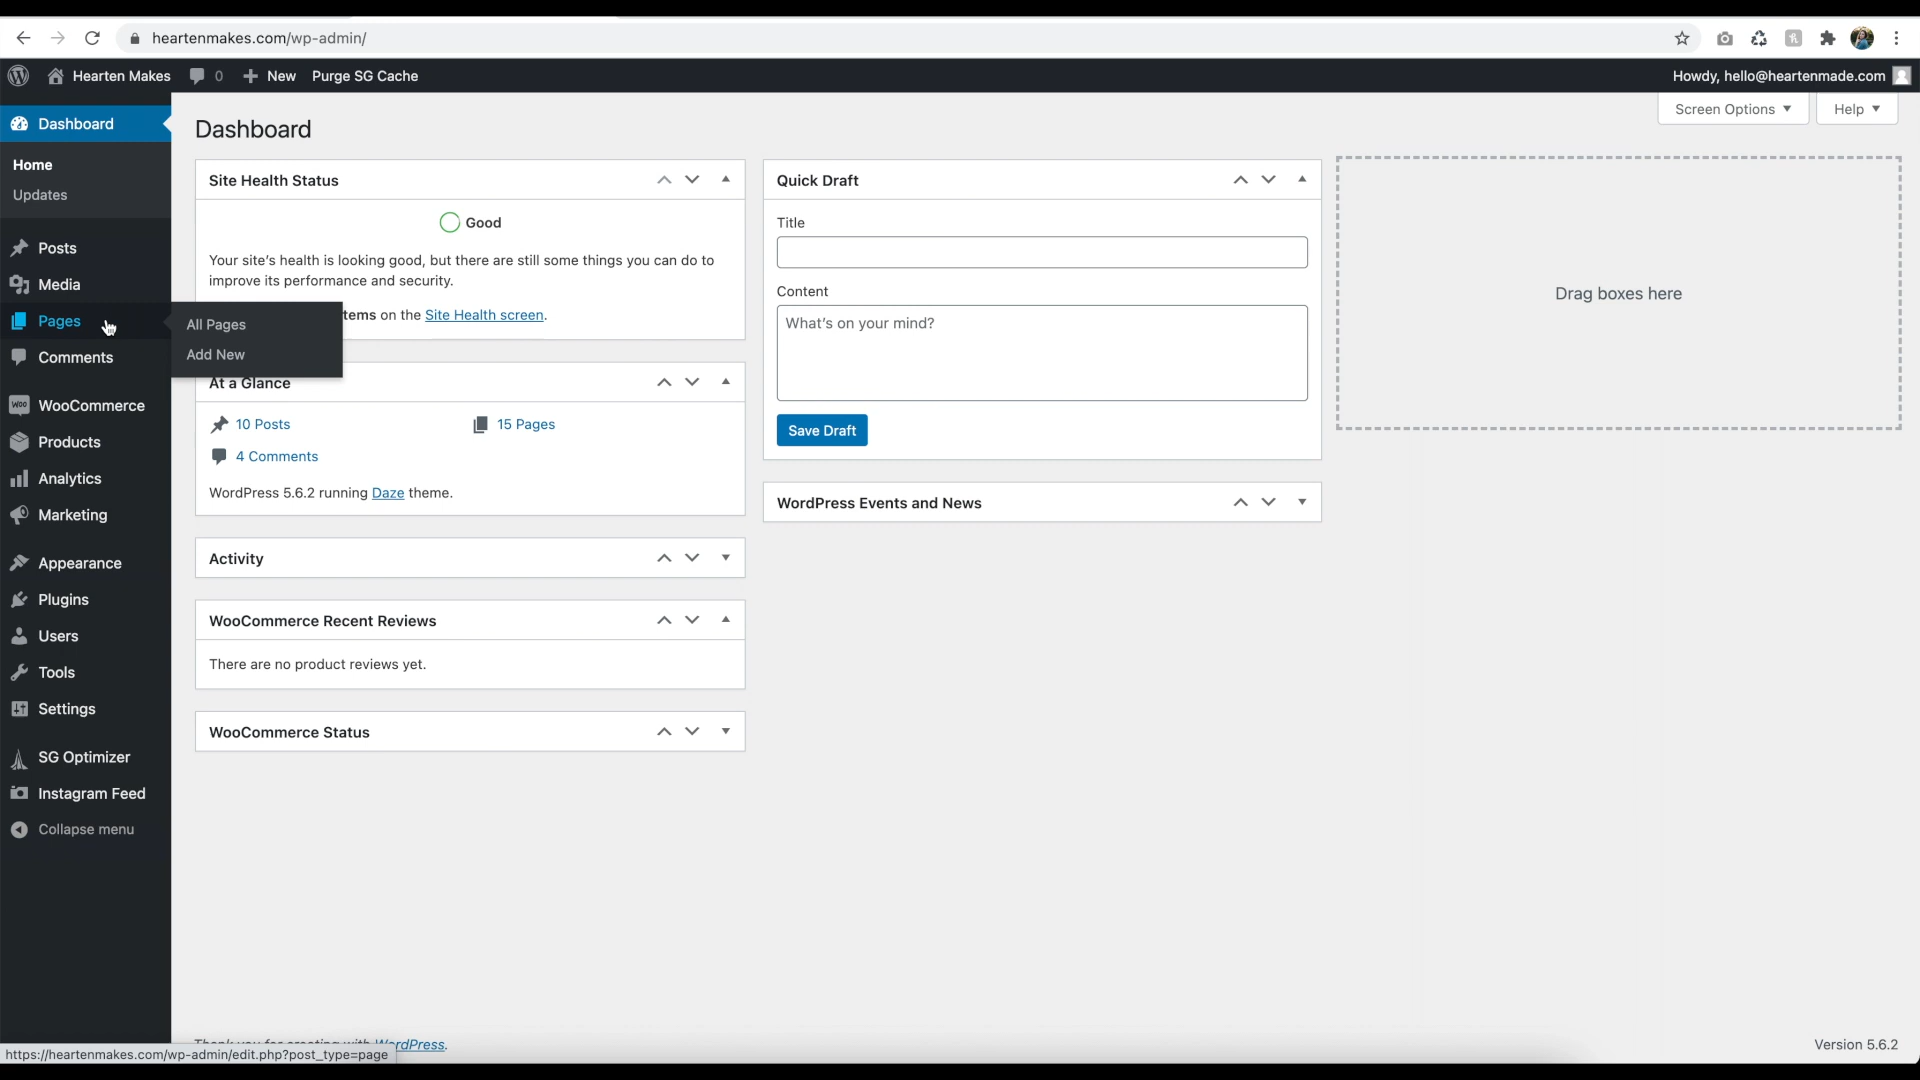 heartenmakes.com/wp-admin/
Hearten Makes 0 New Purge SG Cache Howdy, hello@heartenmade.com
Dashboard
Home
Updates
Posts
Media
Pages
Comments
WooCommerce
Products
Analytics
Marketing
Appearance
Plugins
Users
Tools
Settings
SG Optimizer
Instagram Feed
Collapse menu
All Pages
Add New
Screen Options Help
Dashboard
Site Health Status
Good
Your site's health is looking good, but there are still some things you can do to
improve its performance and security.
on the Site Health screen.
At a Glance
10 Posts 15 Pages
4 Comments
WordPress 5.6.2 running Daze theme.
Activity
WooCommerce Recent Reviews
There are no product reviews yet.
WooCommerce Status
Quick Draft
Title
Content
What's on your mind?
Save Draft
WordPress Events and News
Drag boxes here
WordPress.
Version 5.6.2
https://heartenmakes.com/wp-admin/edit.php?post_type=page